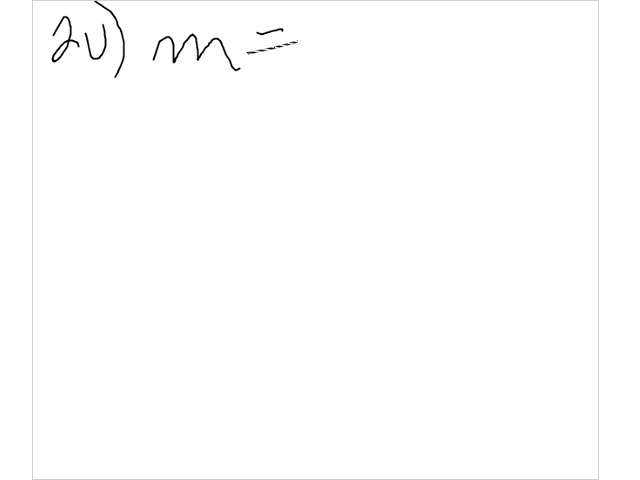 20) m =